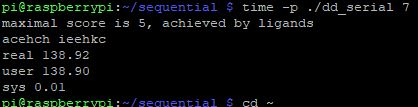 pi@raspberrypi:~/sequential $ time -p ./dd_serial 7
maximal score is 5, achieved by ligands
acehch ieehkc
real 138.92
user 138.90
sys 0.01
pi@raspberrypi:~/sequential $ cd ~